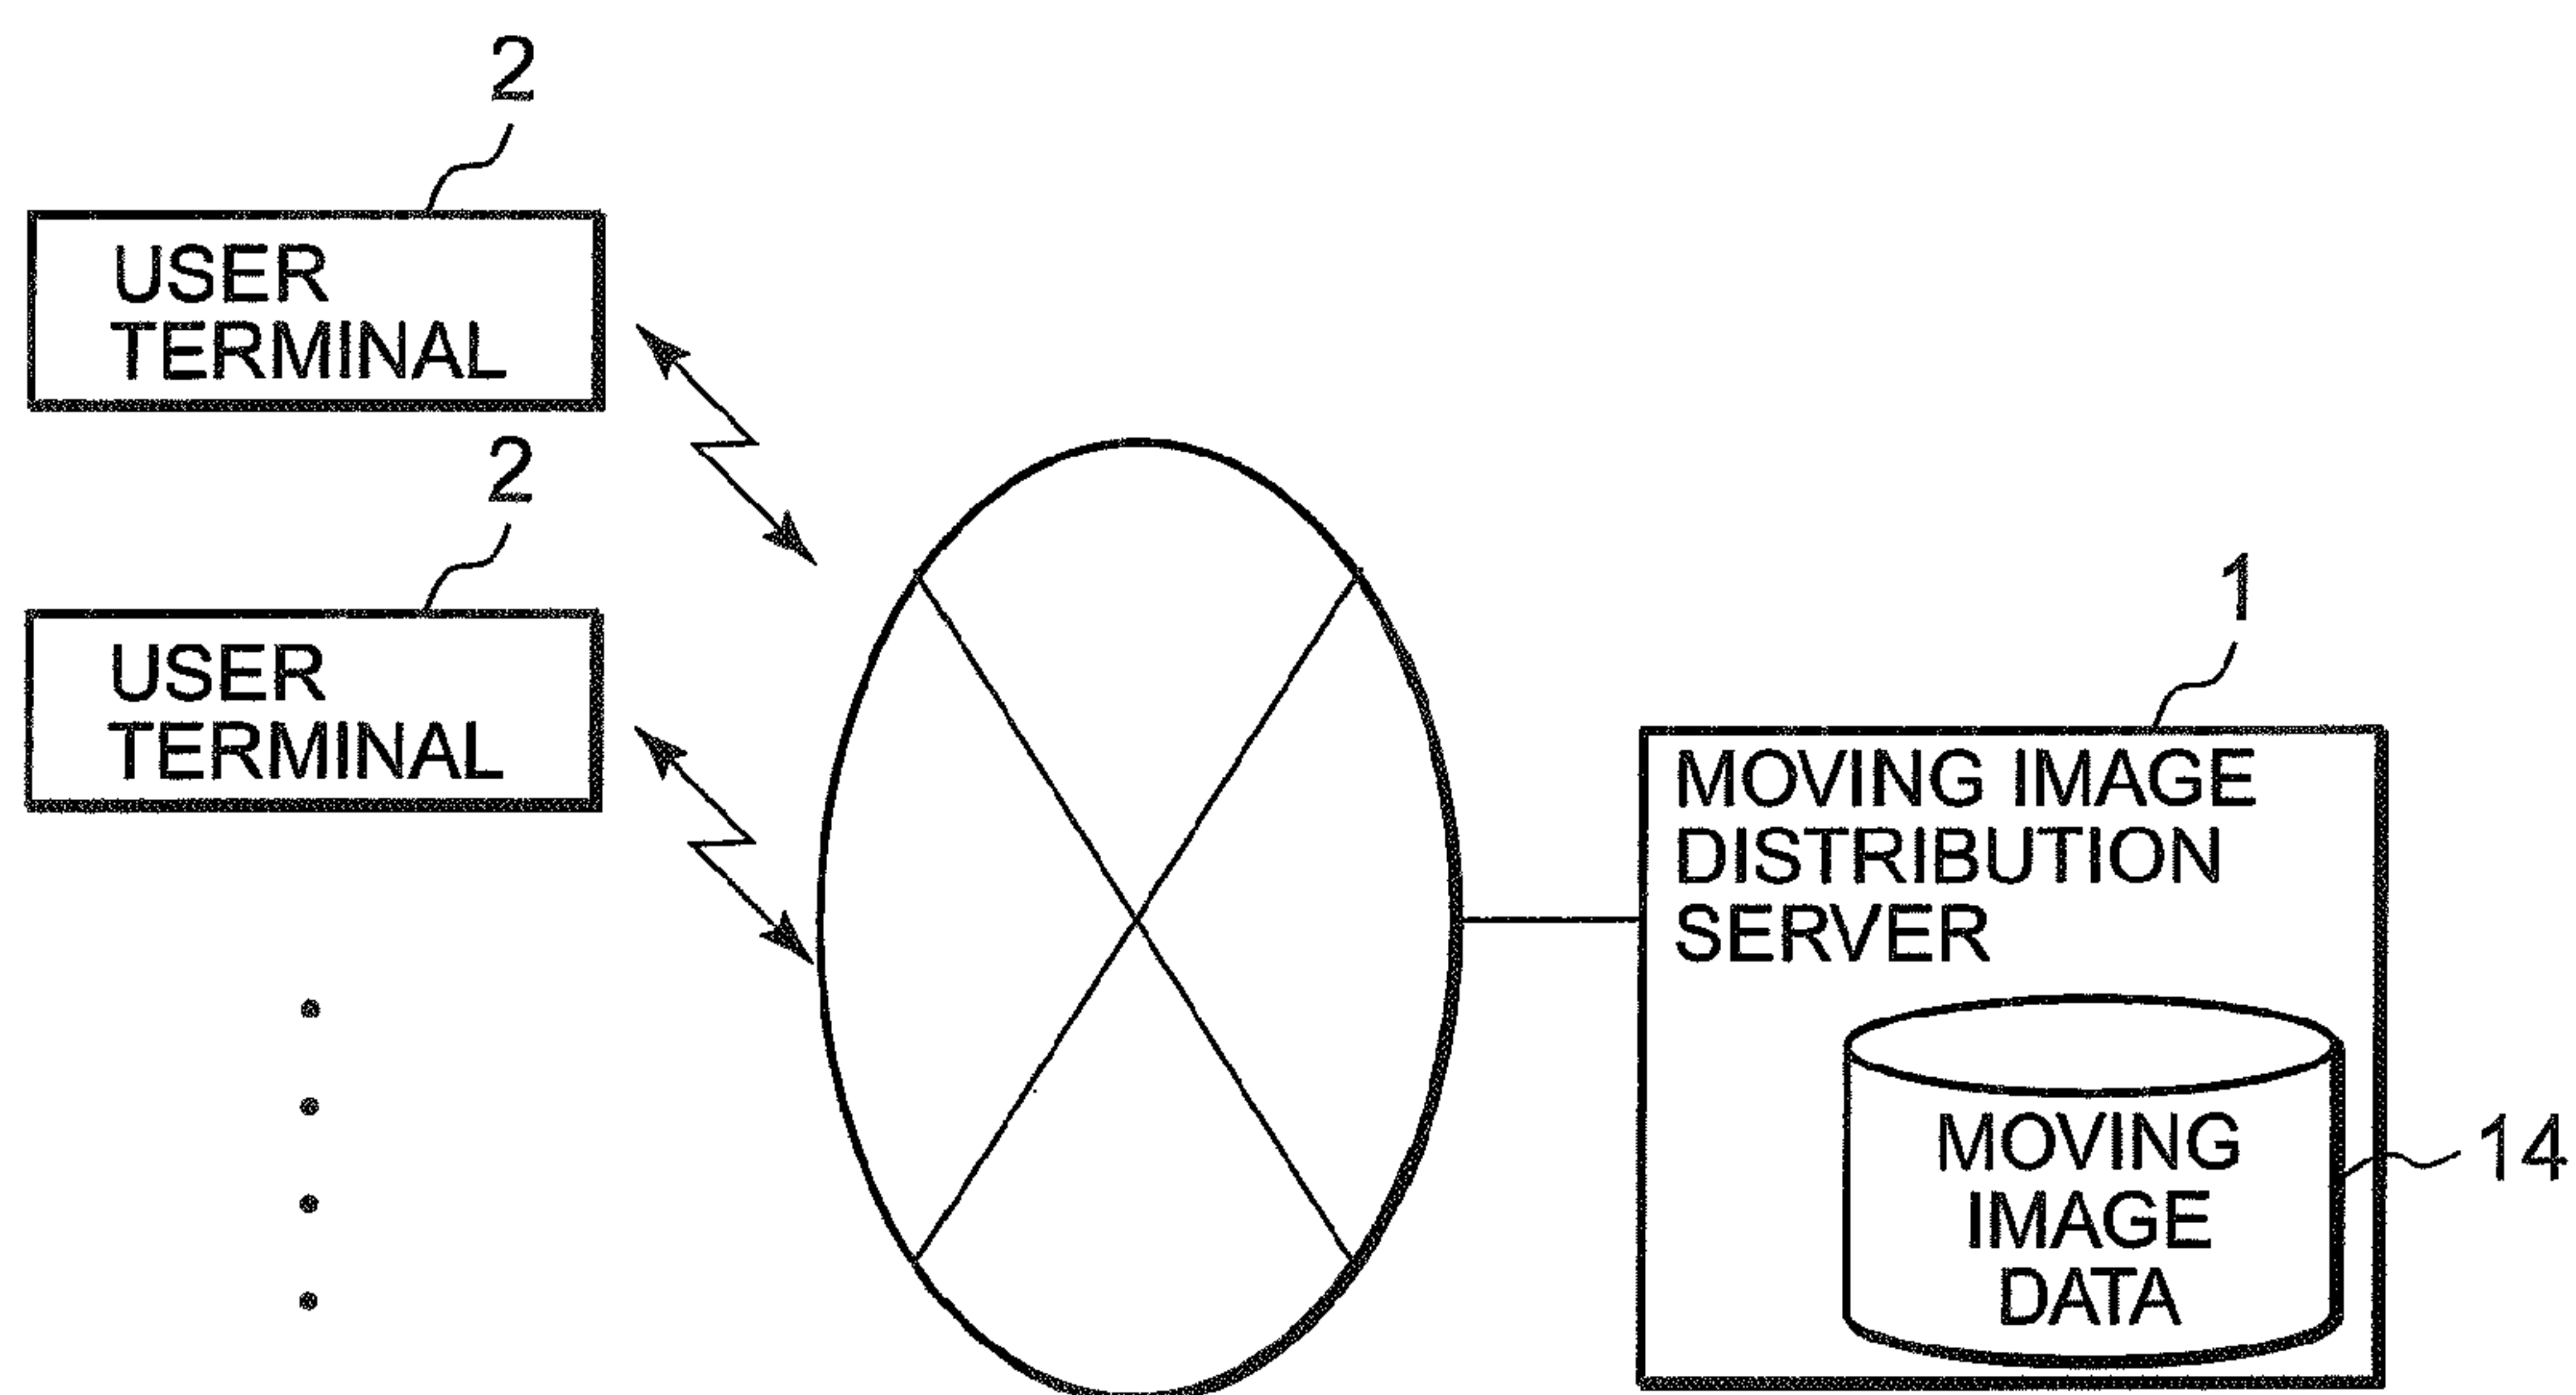 2
USER
TERMINAL
2
USER
TERMINAL
1
MOVING IMAGE
DISTRIBUTION
SERVER
MOVING
IMAGE
DATA
14